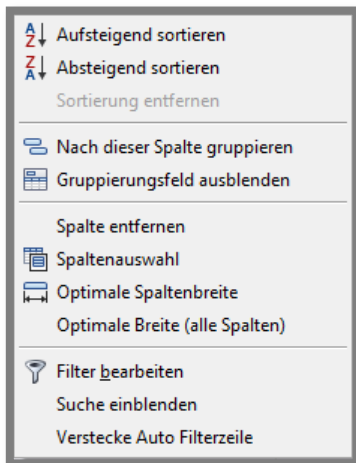 Aufsteigend sortieren
Absteigend sortieren
Sortierung entfernen
Nach dieser Spalte gruppieren
Gruppierungsfeld ausblenden
Spalte entfernen
Spaltenauswahl
Optimale Spaltenbreite
Optimale Breite (alle Spalten)
Filter bearbeiten
Suche einblenden
Verstecke Auto Filterzeile